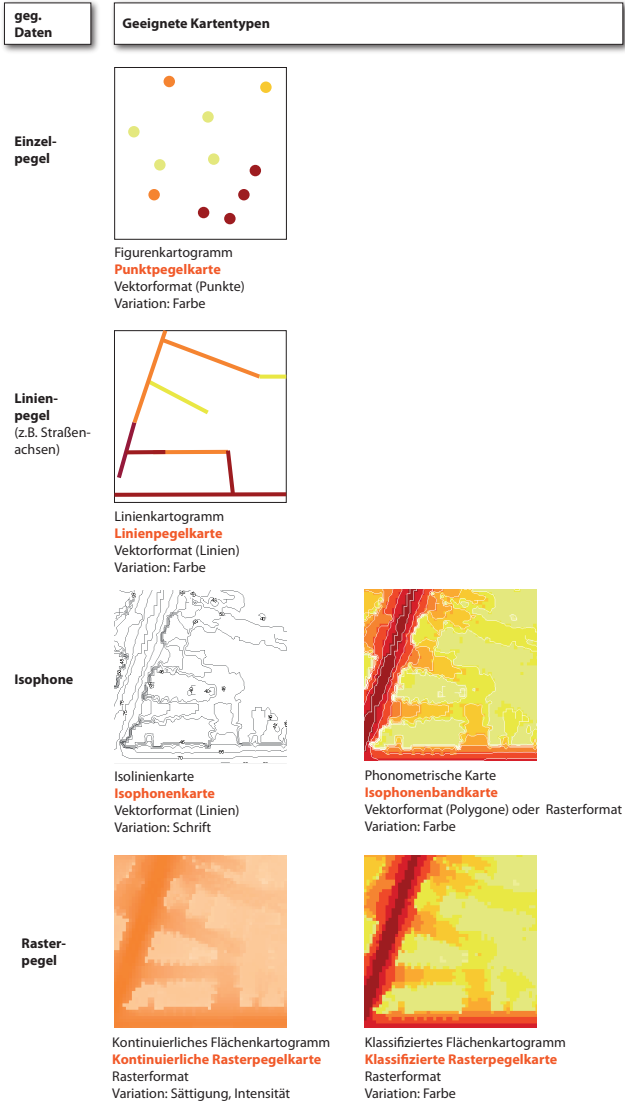 geg.
Daten
Geeignete Kartentypen
Einzel-
pegel
Figurenkartogramm
Punktpegelkarte
Vektorformat (Punkte)
Variation: Farbe
Linien-
pegel
(z.B. Straßen-
achsen)
Linienkartogramm
Linienpegelkarte
Vektorformat (Linien)
Variation: Farbe
Isophone
Isolinienkarte
Isophonenkarte
Vektorformat (Linien)
Variation: Schrift
Phonometrische Karte
Isophonenbandkarte
Vektorformat (Polygone) oder Rasterformat
Variation: Farbe
Raster-
pegel
Kontinuierliches Flächenkartogramm
Kontinuierliche Rasterpegelkarte
Rasterformat
Variation: Sättigung, Intensität
Klassifiziertes Flächenkartogramm
Klassifizierte Rasterpegelkarte
Rasterformat
Variation: Farbe